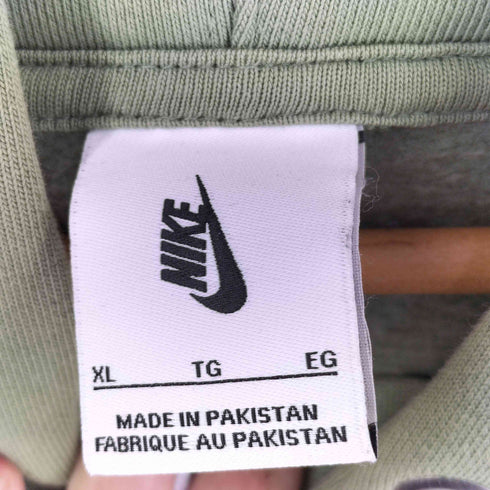 NIKE
XL TG EG
MADE IN PAKISTAN
FABRIQUE AU PAKISTAN